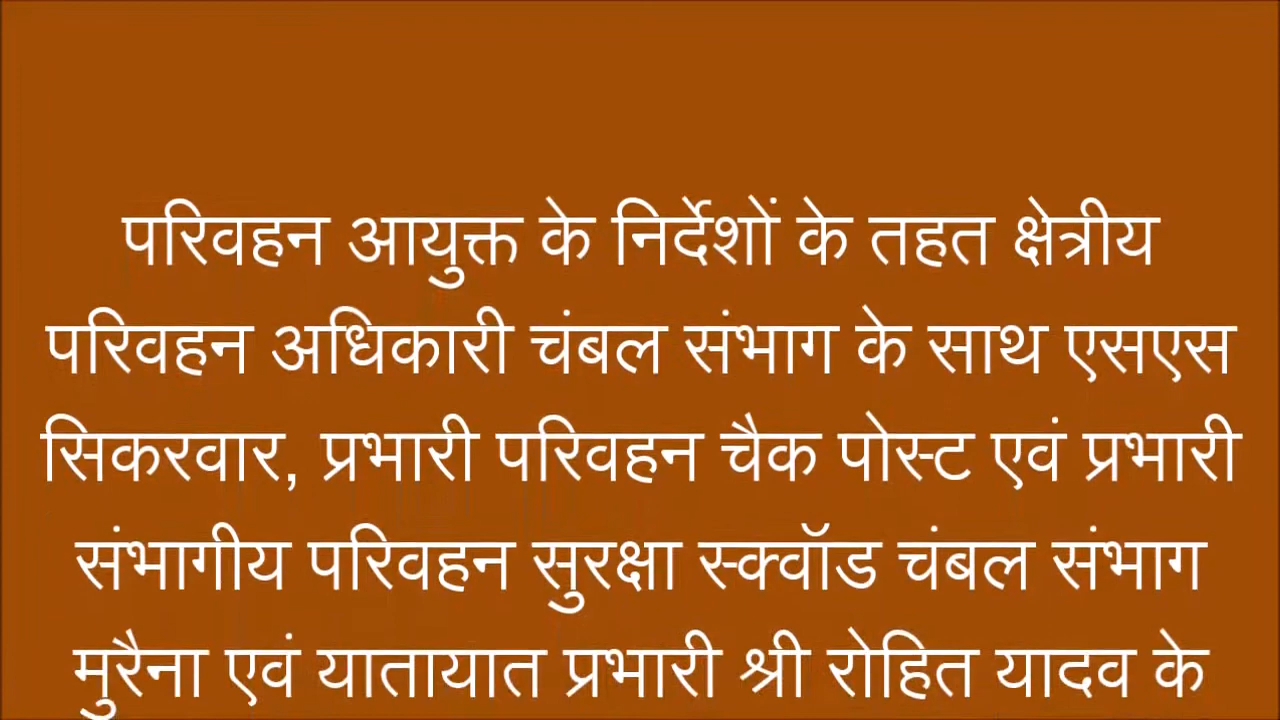 परिवहन आयुक्त के निर्देशों के तहत क्षेत्रीय
परिवहन अधिकारी चंबल संभाग के साथ एसएस
सिकरवार, प्रभारी परिवहन चैक पोस्ट एवं प्रभारी
संभागीय परिवहन सुरक्षा स्क्वॉड चंबल संभाग
मुरैना एवं यातायात प्रभारी श्री रोहित यादव के